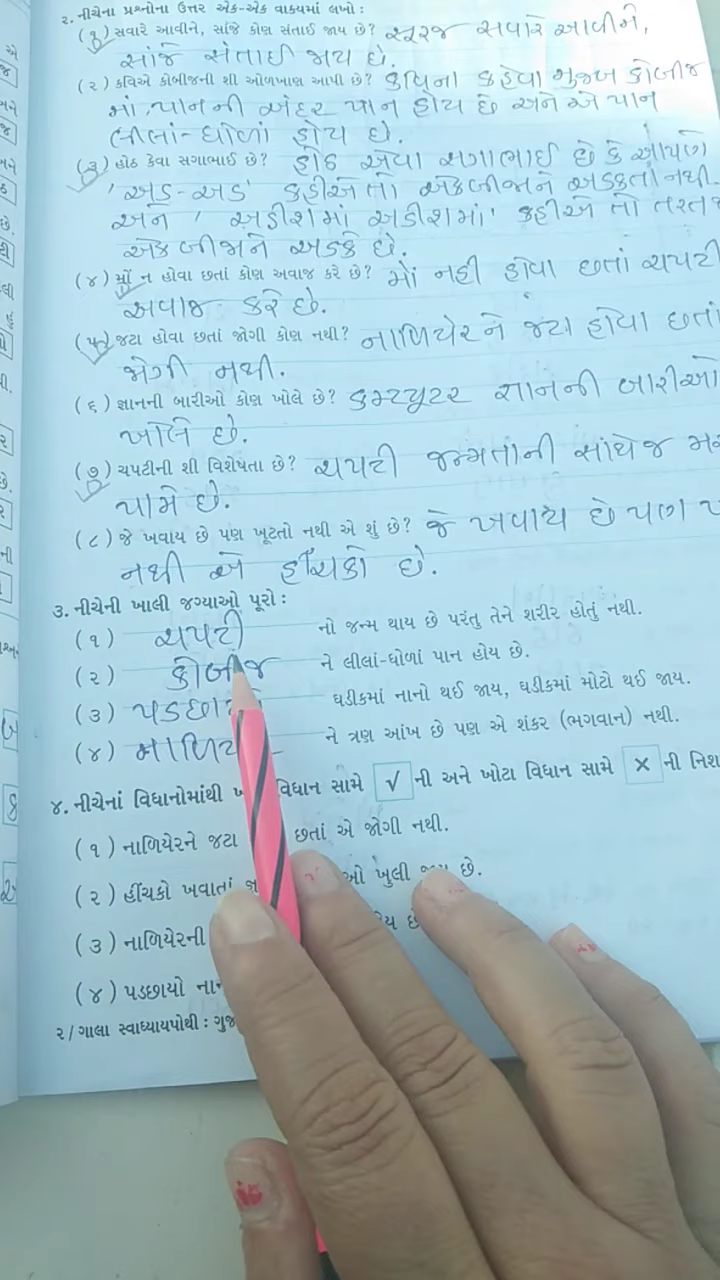 ૨. નીચેના પ્રશ્નોના ઉત્તર એક-એક વાક્યમાં લખો :
(૧) સવારે આવીને, સાંજે કોણ સંતાઈ જાય છે? સૂરજ સવારે આવીને,
સાંજે સંતાઈ જાય છે.
(૨) કવિએ કોબીજની શી ઓળખાણ આપી છે? કવિના કહેવા મુજબ કોબીજ
માં પાનની અંદર પાન હોય છે અને એ પાન
લીલાં-ધોળાં હોય છે.
(૩) હોઠ કેવા સગાભાઈ છે? હોઠ એવા સગાભાઈ છે કે આપણે
'અડ-અડ' કહીએ તો એકબીજાને અડકતા નથી
અને 'અડીશમાં અડીશમાં' કહીએ તો તરત
એકબીજાને અડકે છે.
(૪) મોં ન હોવા છતાં કોણ અવાજ કરે છે? મોં નહી હોવા છતાં ચપટી
અવાજ કરે છે.
(૫) જટા હોવા છતાં જોગી કોણ નથી? નાળિયેરને જટા હોવા છતાં
જોગી નથી.
(૬) જ્ઞાનની બારીઓ કોણ ખોલે છે? કમ્પ્યૂટર જ્ઞાનની બારીઓ
ખોલે છે.
(૭) ચપટીની શી વિશેષતા છે? ચપટી જન્મતાંની સાથેજ
પામે છે.
(૮) જે ખવાય છે પણ ખૂટતો નથી એ શું છે? જે ખવાય છે પણ
નથી એ હીંચકો છે.
૩. નીચેની ખાલી જગ્યાઓ પૂરો :
(૧) ચપટી નો જન્મ થાય છે પરંતુ તેને શરીર હોતું નથી.
(૨) કોબીજ ને લીલાં-ધોળાં પાન હોય છે.
(૩) પડછા ઘડીકમાં નાનો થઈ જાય, ઘડીકમાં મોટો થઈ જાય.
(૪) નાળિ ને ત્રણ આંખ છે પણ એ શંકર (ભગવાન) નથી.
૪. નીચેનાં વિધાનોમાંથી વિધાન સામે √ ની અને ખોટા વિધાન સામે × ની નિશ
(૧) નાળિયેરને જટા છતાં એ જોગી નથી.
(૨) હીંચકો ખવાતાં ખુલી જાય છે.
(૩) નાળિયેરની
(૪) પડછાયો
૨/ગાલા સ્વાધ્યાયપોથી : ગુજ